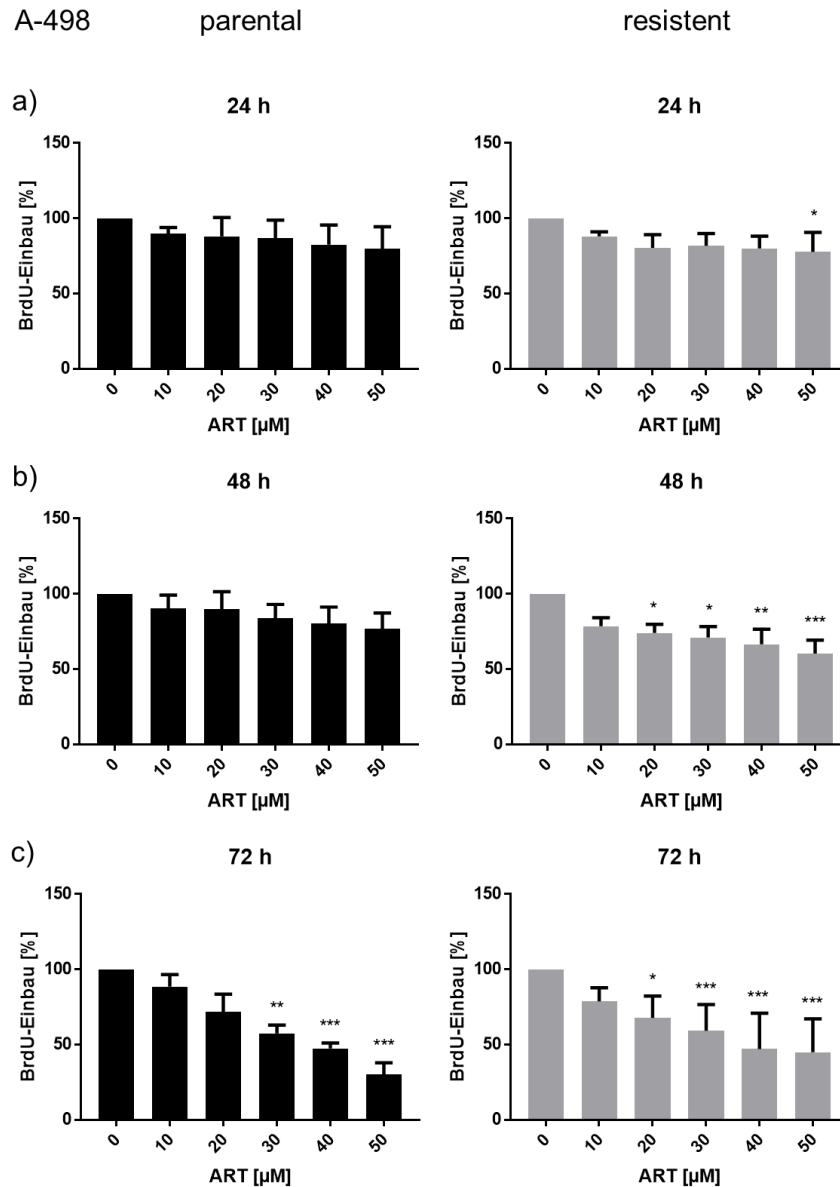 A-498 parental resistent
a)
24 h 24 h
150 150
* 
100 100
50 50
0 0
BrdU-Einbau [%] BrdU-Einbau [%]
0 10 20 30 40 50 0 10 20 30 40 50
ART [µM] ART [µM]
b)
48 h 48 h
150 150
100 100
* * ** ***
50 50
0 0
BrdU-Einbau [%] BrdU-Einbau [%]
0 10 20 30 40 50 0 10 20 30 40 50
ART [µM] ART [µM]
c)
72 h 72 h
150 150
100 100
** *** *** * *** *** ***
50 50
0 0
BrdU-Einbau [%] BrdU-Einbau [%]
0 10 20 30 40 50 0 10 20 30 40 50
ART [µM] ART [µM]